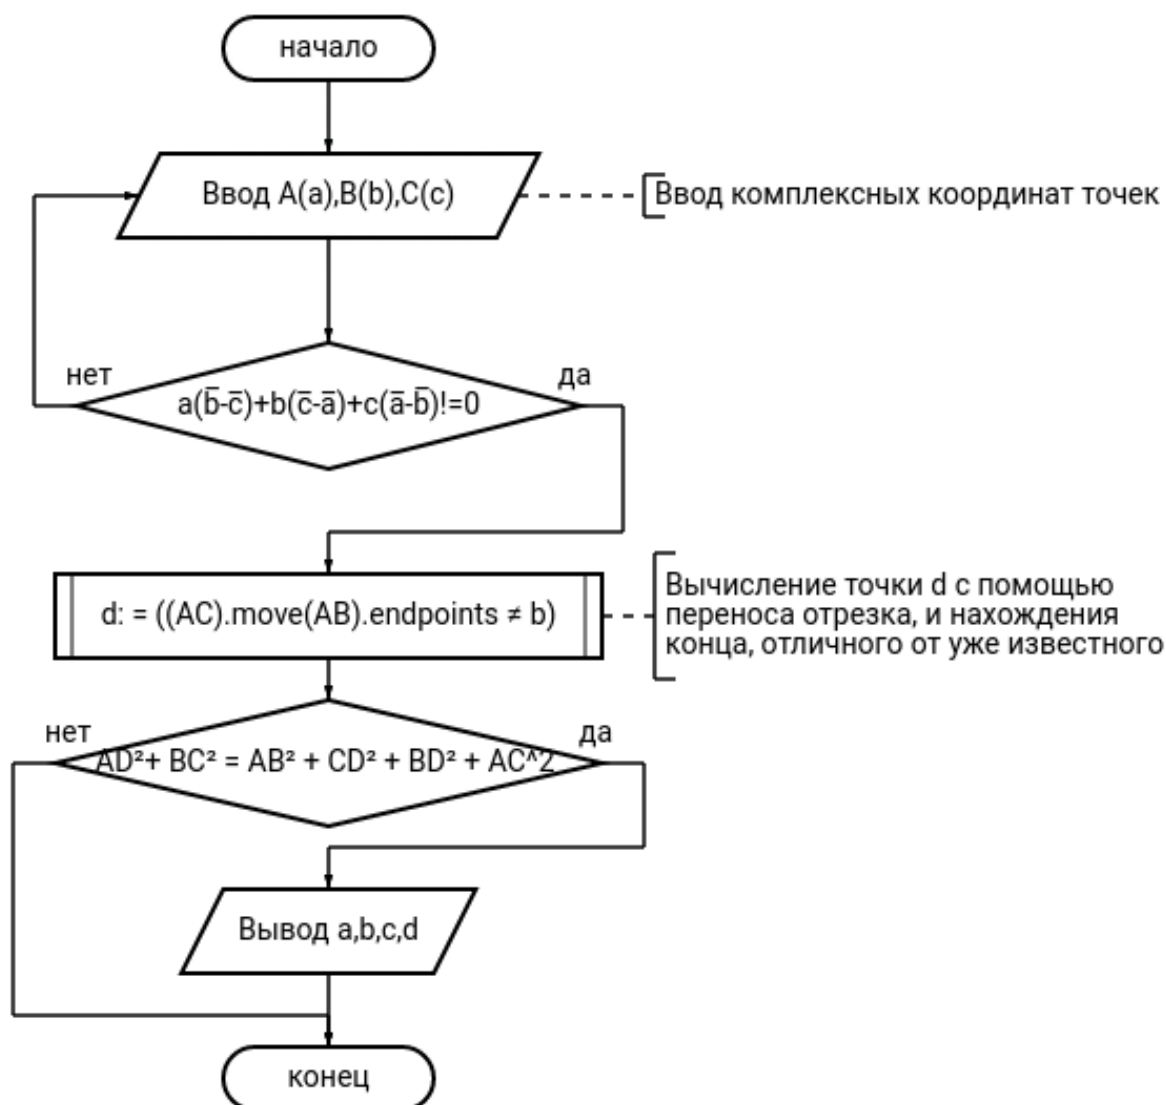 начало
Ввод A(a),B(b),C(c)
Ввод комплексных координат точек
нет
да
a(b̅-c̅)+b(c̅-a̅)+c(a̅-b̅)!=0
d: = ((AC).move(AB).endpoints ≠ b)
Вычисление точки d с помощью
переноса отрезка, и нахождения
конца, отличного от уже известного
нет
да
AD²+ BC² = AB² + CD² + BD² + AC^2
Вывод a,b,c,d
конец